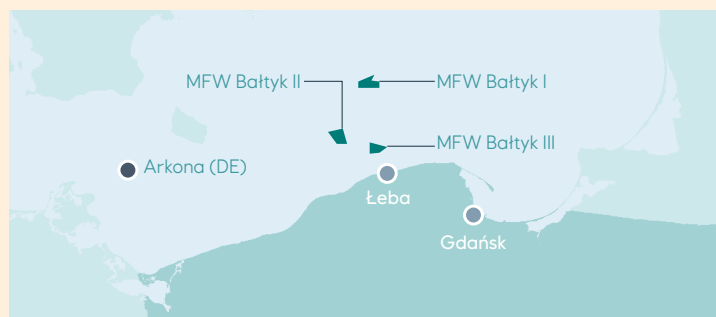 MFW Bałtyk II
MFW Bałtyk I
MFW Bałtyk III
Arkona (DE)
Łeba
Gdańsk